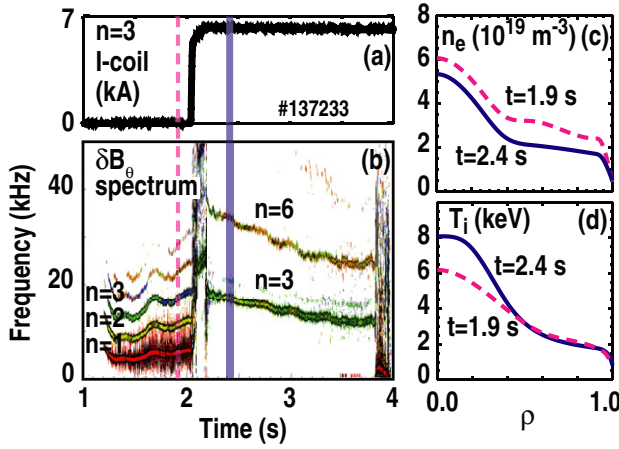 7
n=3
I-coil
(kA)
(a)
0
#137233
δBθ
spectrum
(b)
40
20
0
Frequency (kHz)
n=6
n=3
n=3
n=2
n=1
1
2
3
4
Time (s)
8
6
4
2
0
nₑ (10¹⁹ m⁻³) (c)
t=1.9 s
t=2.4 s
8
6
4
2
0
Tᵢ (keV)
(d)
t=2.4 s
t=1.9 s
0.0
1.0
ρ